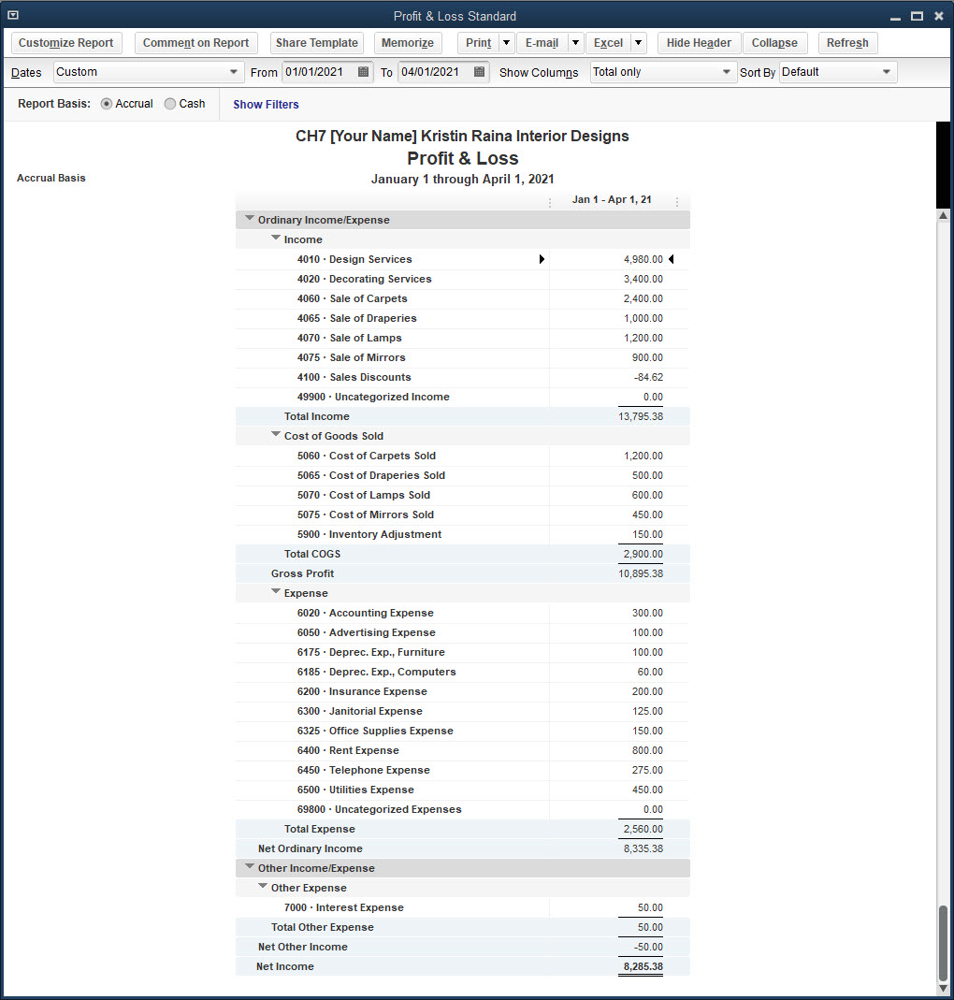 Profit & Loss Standard
Customize Report Comment on Report Share Template Memorize Print E-mail Excel Hide Header Collapse Refresh
Dates Custom From 01/01/2021 To 04/01/2021 Show Columns Total only Sort By Default
Report Basis: Accrual Cash Show Filters
CH7 [Your Name] Kristin Raina Interior Designs
Profit & Loss
Accrual Basis January 1 through April 1, 2021
Jan 1 - Apr 1, 21
Ordinary Income/Expense
Income
4010 · Design Services 4,980.00
4020 · Decorating Services 3,400.00
4060 · Sale of Carpets 2,400.00
4065 · Sale of Draperies 1,000.00
4070 · Sale of Lamps 1,200.00
4075 · Sale of Mirrors 900.00
4100 · Sales Discounts -84.62
49900 · Uncategorized Income 0.00
Total Income 13,795.38
Cost of Goods Sold
5060 · Cost of Carpets Sold 1,200.00
5065 · Cost of Draperies Sold 500.00
5070 · Cost of Lamps Sold 600.00
5075 · Cost of Mirrors Sold 450.00
5900 · Inventory Adjustment 150.00
Total COGS 2,900.00
Gross Profit 10,895.38
Expense
6020 · Accounting Expense 300.00
6050 · Advertising Expense 100.00
6175 · Deprec. Exp., Furniture 100.00
6185 · Deprec. Exp., Computers 60.00
6200 · Insurance Expense 200.00
6300 · Janitorial Expense 125.00
6325 · Office Supplies Expense 150.00
6400 · Rent Expense 800.00
6450 · Telephone Expense 275.00
6500 · Utilities Expense 450.00
69800 · Uncategorized Expenses 0.00
Total Expense 2,560.00
Net Ordinary Income 8,335.38
Other Income/Expense
Other Expense
7000 · Interest Expense 50.00
Total Other Expense 50.00
Net Other Income -50.00
Net Income 8,285.38